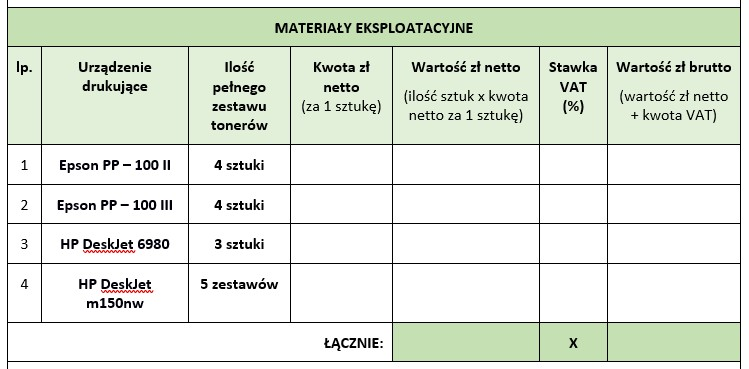 MATERIAŁY EKSPLOATACYJNE
lp.
Urządzenie
drukujące
Ilość
pełnego
zestawu
tonerów
Kwota zł
netto
(za 1 sztukę)
Wartość zł netto
(ilość sztuk x kwota
netto za 1 sztukę)
Stawka
VAT
(%)
Wartość zł brutto
(wartość zł netto
+ kwota VAT)
1 Epson PP – 100 II 4 sztuki
2 Epson PP – 100 III 4 sztuki
3 HP DeskJet 6980 3 sztuki
4 HP DeskJet 5 zestawów
m150nw
ŁĄCZNIE: X